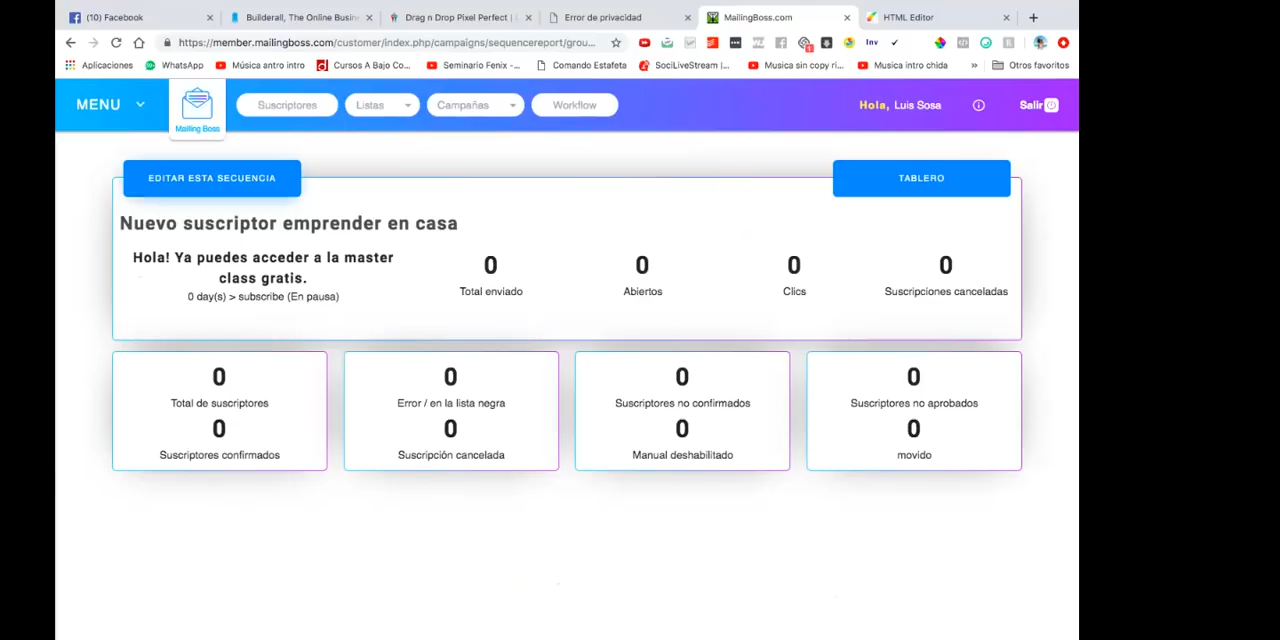 (10) Facebook
Builderall, The Online Busin
Drag n Drop Pixel Perfect |
Error de privacidad
MailingBoss.com
HTML Editor
https://member.mailingboss.com/customer/index.php/campaigns/sequencereport/grou...
Inv
Aplicaciones
WhatsApp
Música antro intro
Cursos A Bajo Co...
Seminario Fenix -...
Comando Estafeta
SociLiveStream |...
Musica sin copy ri...
Musica intro chida
»
Otros favoritos
MENU
Mailing Boss
Suscriptores
Listas
Campañas
Workflow
Hola, Luis Sosa
Salir
EDITAR ESTA SECUENCIA
TABLERO
Nuevo suscriptor emprender en casa
Hola! Ya puedes acceder a la master
class gratis.
0 day(s) > subscribe (En pausa)
0
Total enviado
0
Abiertos
0
Clics
0
Suscripciones canceladas
0
Total de suscriptores
0
Suscriptores confirmados
0
Error / en la lista negra
0
Suscripción cancelada
0
Suscriptores no confirmados
0
Manual deshabilitado
0
Suscriptores no aprobados
0
movido